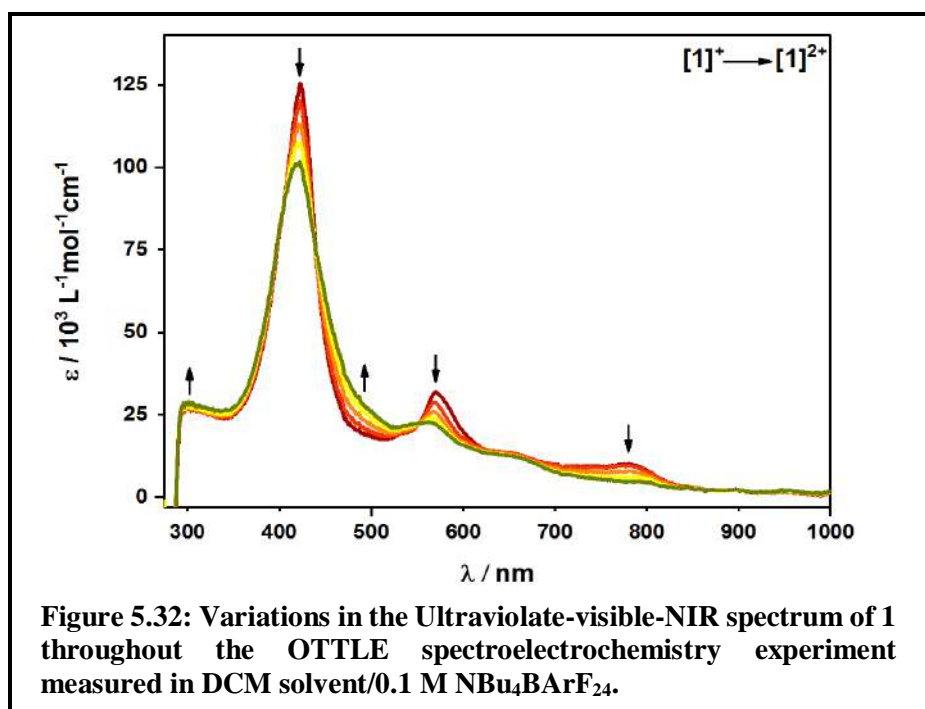 [1]⁺ ⟶ [1]²⁺
125
100
75
50
25
0
ε / 10³ L⁻¹mol⁻¹cm⁻¹
300 400 500 600 700 800 900 1000
λ / nm
Figure 5.32: Variations in the Ultraviolate-visible-NIR spectrum of 1
throughout the OTTLE spectroelectrochemistry experiment
measured in DCM solvent/0.1 M NBu₄BArF₂₄.